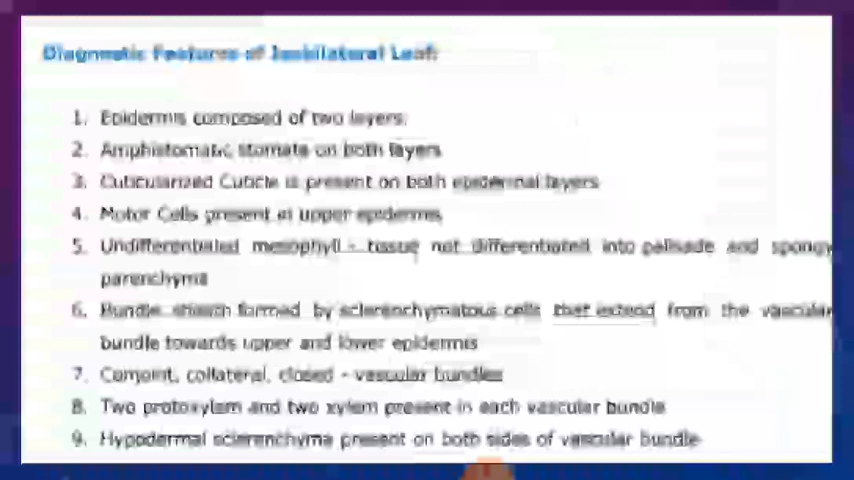 Diagnostic Features of Isobilateral Leaf:
1. Epidermis composed of two layers.
2. Amphistomatic stomata on both layers
3. Cuticularized Cuticle is present on both epidermal layers
4. Motor Cells present in upper epidermis
5. Undifferentiated mesophyll - tissue not differentiated into palisade and spongy
parenchyma
6. Bundle sheath formed by sclerenchymatous cells that extend from the vascular
bundle towards upper and lower epidermis
7. Conjoint, collateral, closed - vascular bundles
8. Two protoxylem and two xylem present in each vascular bundle
9. Hypodermal sclerenchyma present on both sides of vascular bundle